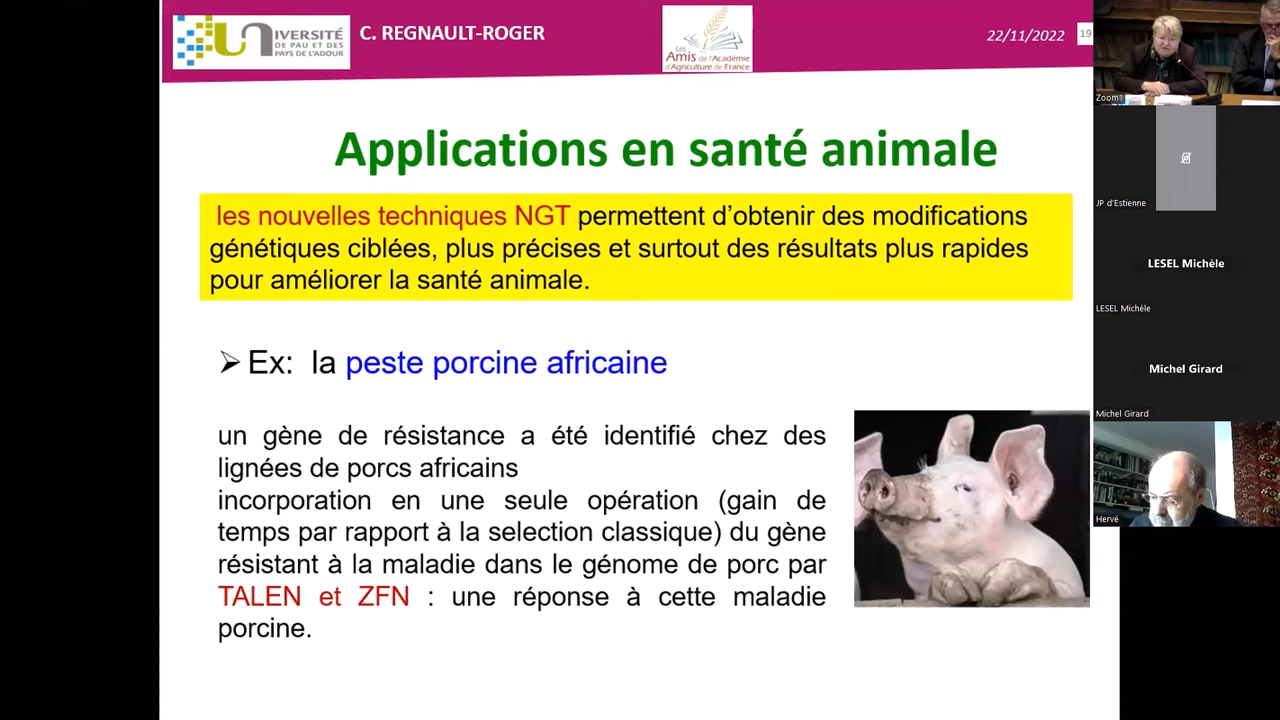 UNIVERSITÉ
DE PAU ET DES
PAYS DE L'ADOUR
C. REGNAULT-ROGER
Les
Amis de l'Académie
d'Agriculture de France
22/11/2022
19
Applications en santé animale
les nouvelles techniques NGT permettent d’obtenir des modifications
génétiques ciblées, plus précises et surtout des résultats plus rapides
pour améliorer la santé animale.
Ex: la peste porcine africaine
un gène de résistance a été identifié chez des
lignées de porcs africains
incorporation en une seule opération (gain de
temps par rapport à la selection classique) du gène
résistant à la maladie dans le génome de porc par
TALEN et ZFN : une réponse à cette maladie
porcine.
Zoom1
JP d'Estienne
LESEL Michèle
LESEL Michèle
Michel Girard
Michel Girard
Hervé